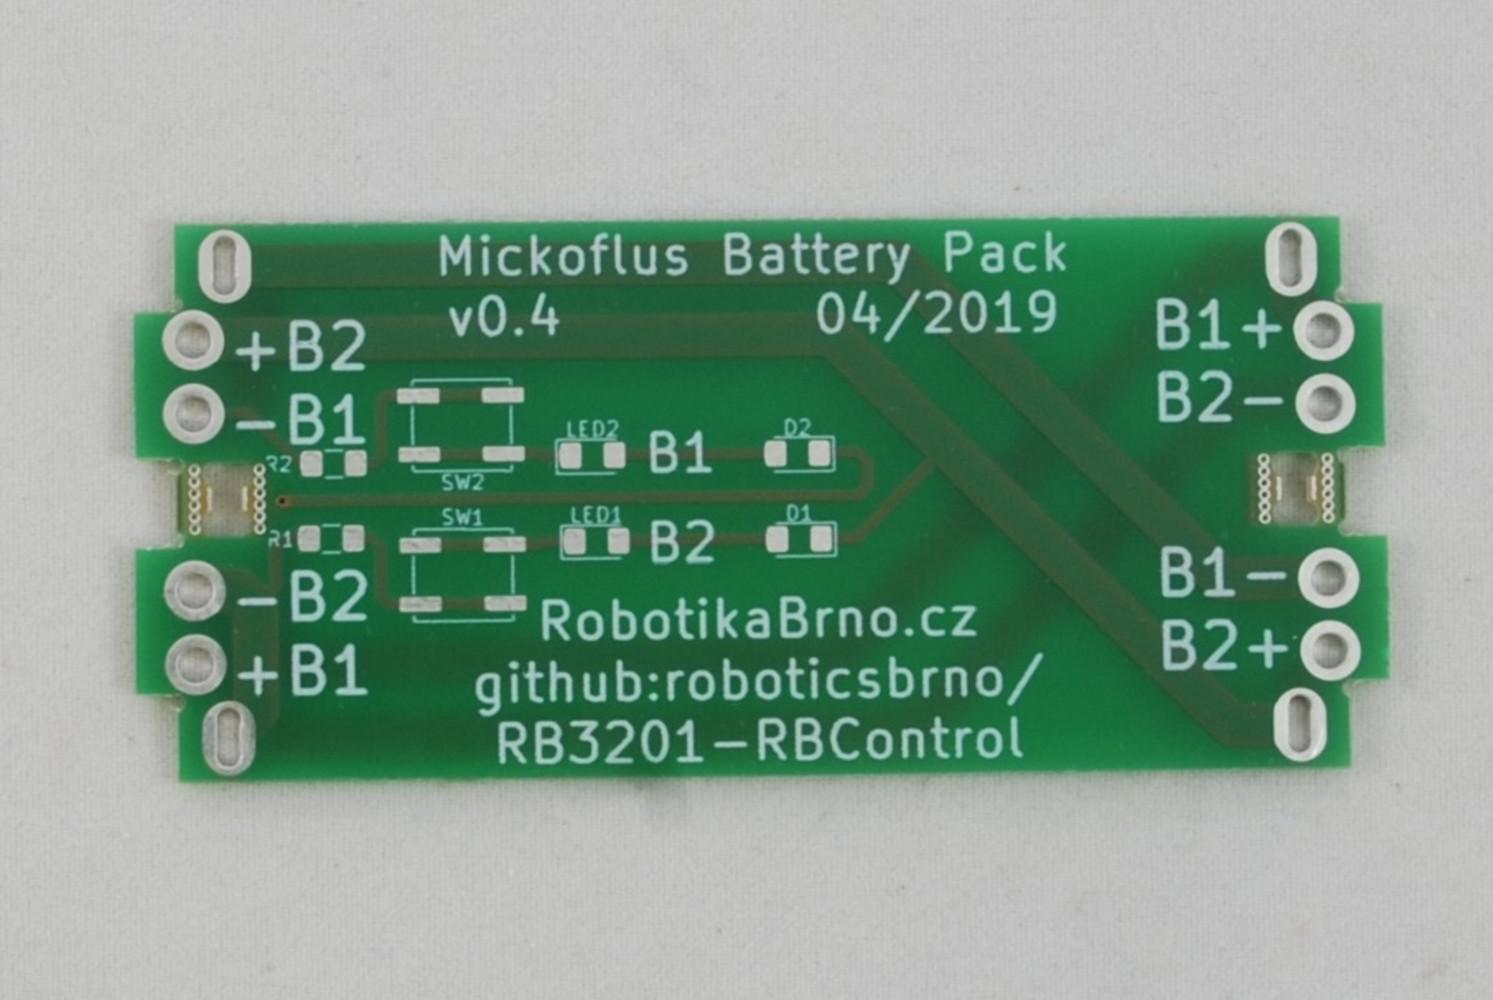 Mickoflus Battery Pack
v0.4 04/2019
+B2
B1+
-B1
B2-
R2
LED2
B1
D2
SW2
SW1
R1
LED1
B2
D1
-B2
B1-
+B1
B2+
RobotikaBrno.cz
github:roboticsbrno/
RB3201-RBControl